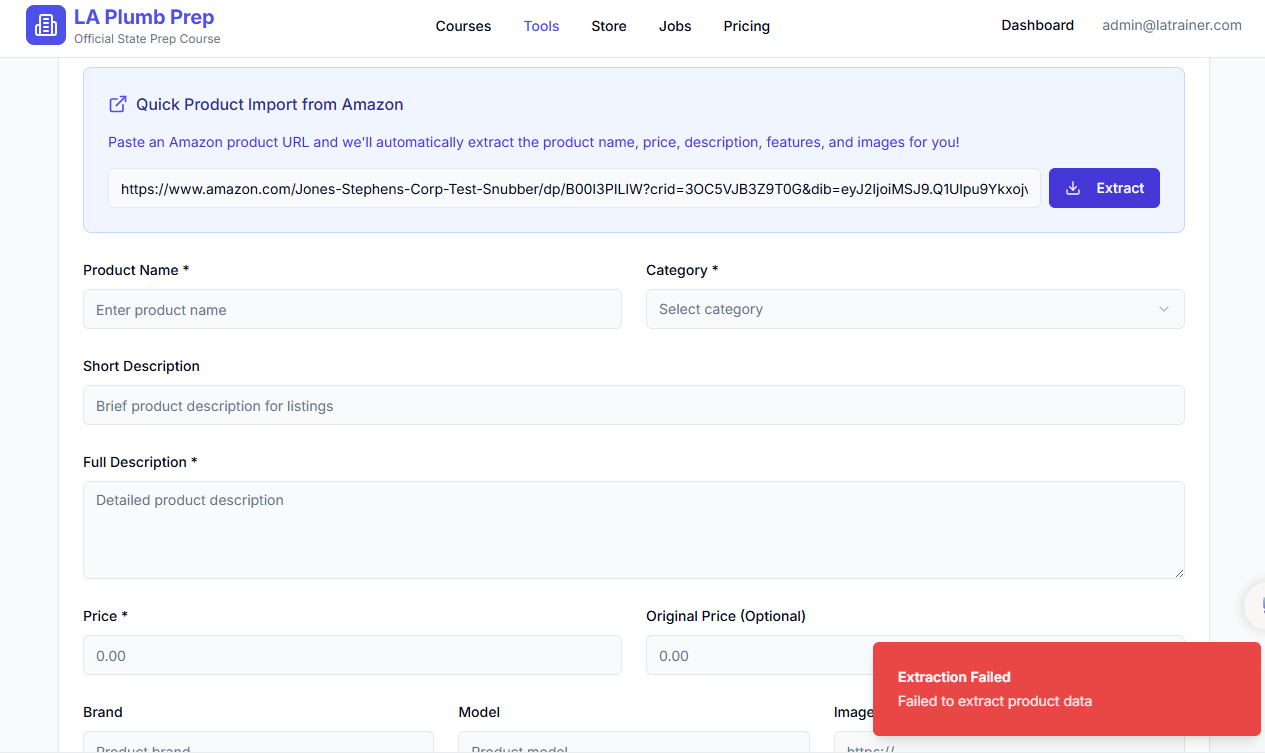 LA Plumb Prep
Official State Prep Course
Courses
Tools
Store
Jobs
Pricing
Dashboard
admin@latrainer.com
Quick Product Import from Amazon
Paste an Amazon product URL and we'll automatically extract the product name, price, description, features, and images for you!
https://www.amazon.com/Jones-Stephens-Corp-Test-Snubber/dp/B00I3PILIW?crid=3OC5VJB3Z9T0G&dib=eyJ2IjoiMSJ9.Q1Ulpu9Ykxojv
Extract
Product Name *
Category *
Enter product name
Select category
Short Description
Brief product description for listings
Full Description *
Detailed product description
Price *
Original Price (Optional)
0.00
0.00
Extraction Failed
Failed to extract product data
Brand
Model
Image
Product brand
Product model
https://